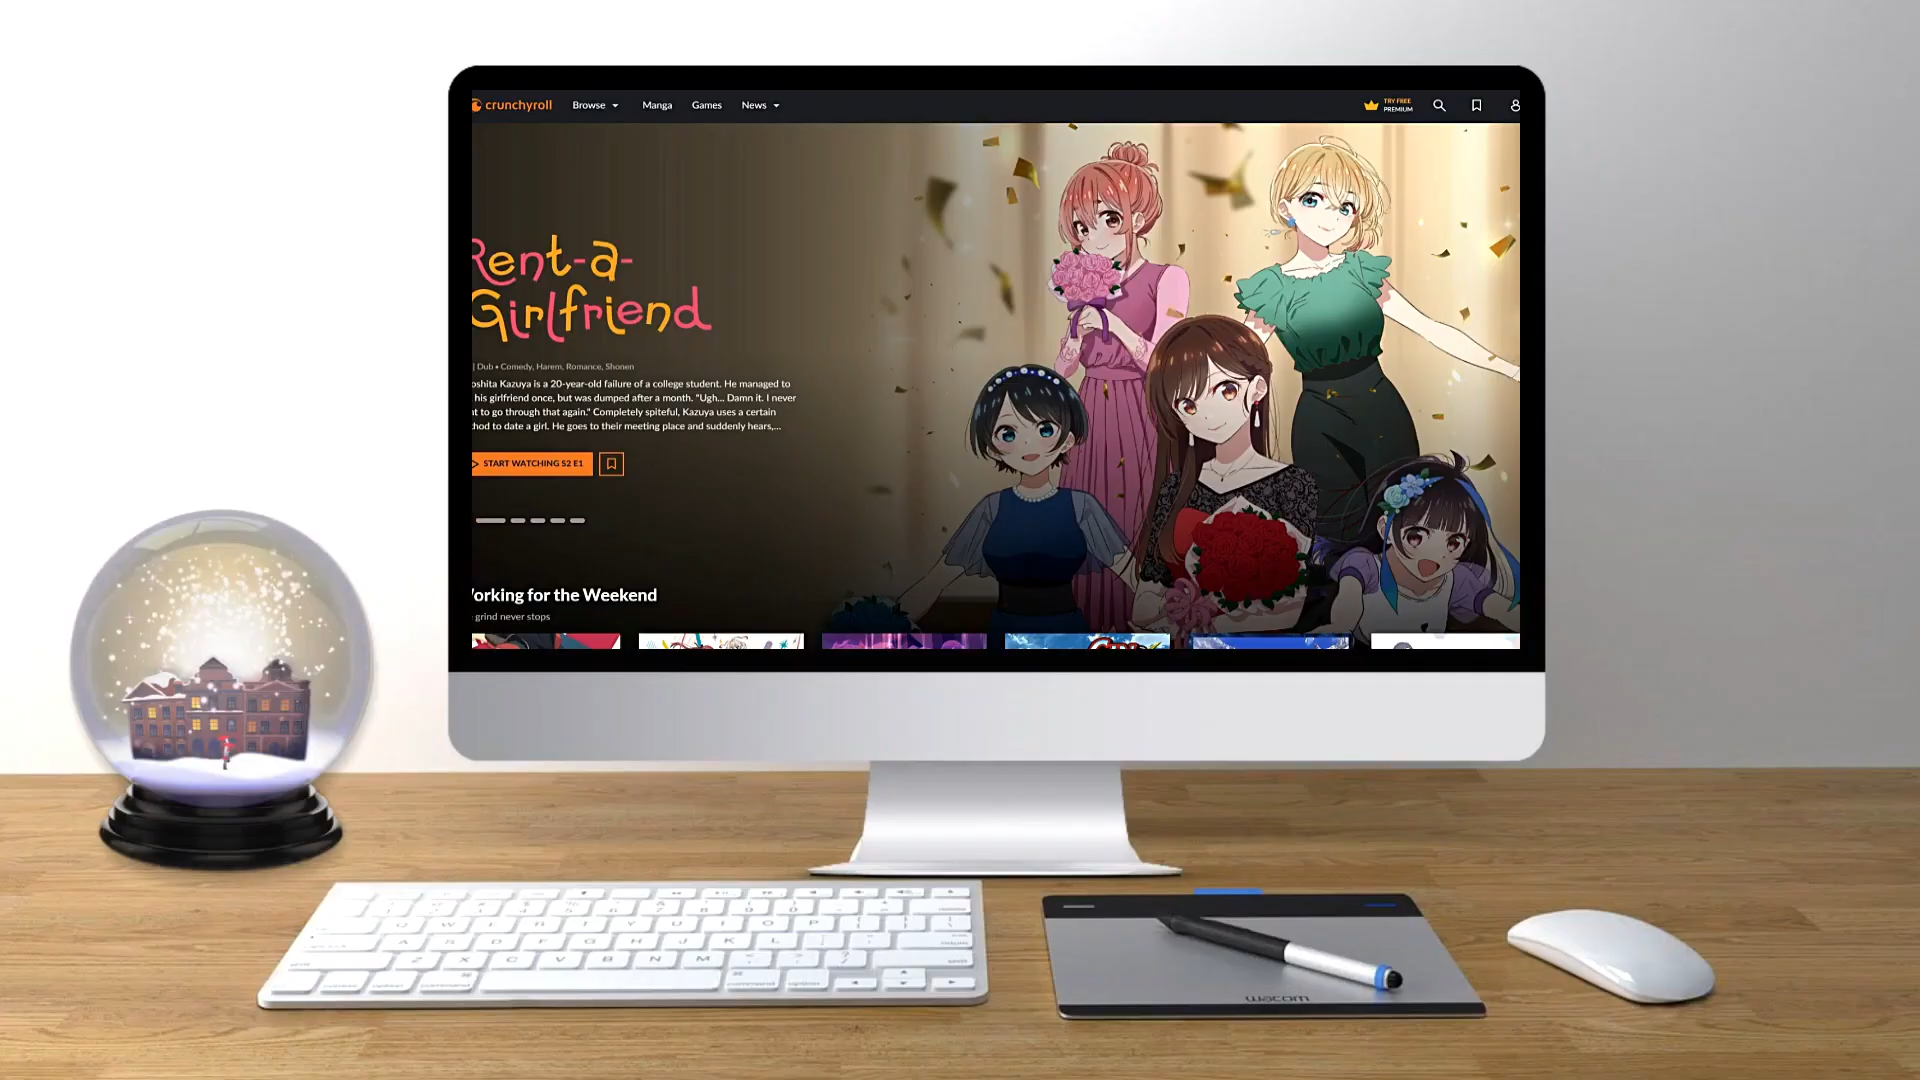 crunchyroll Browse Manga Games News TRY FREE
PREMIUM
Rent-a-
Girlfriend
| Dub • Comedy, Harem, Romance, Shonen
oshita Kazuya is a 20-year-old failure of a college student. He managed to
his girlfriend once, but was dumped after a month. "Ugh... Damn it. I never
t to go through that again." Completely spiteful, Kazuya uses a certain
hod to date a girl. He goes to their meeting place and suddenly hears,...
START WATCHING S2 E1
orking for the Weekend
grind never stops
Q W E R T Y U I O P
A S D F G H J K L
Z X C V B N M
command option
wacom